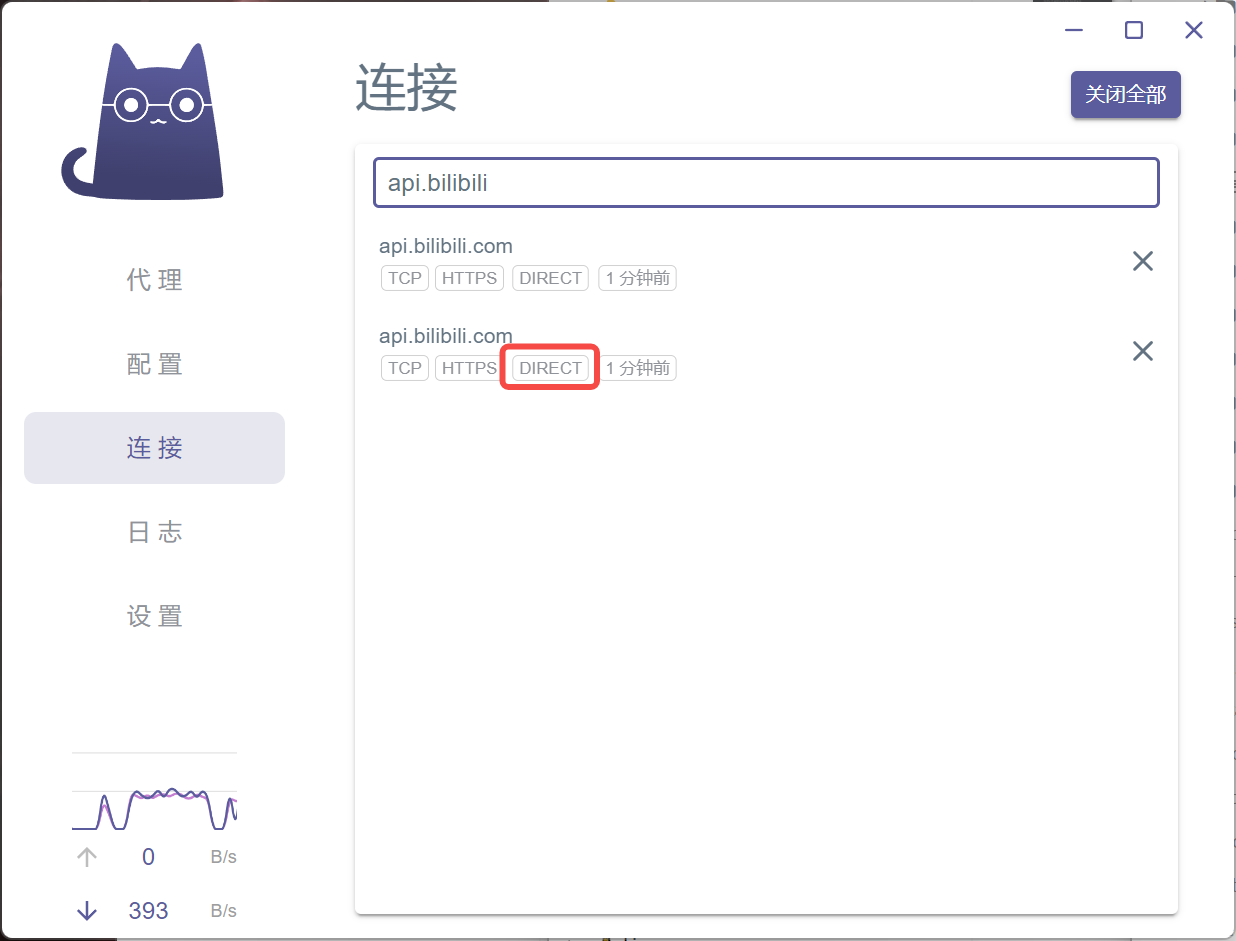 连接
关闭全部
api.bilibili
代理
配置
连接
日志
设置
api.bilibili.com
TCP HTTPS DIRECT 1 分钟前
api.bilibili.com
TCP HTTPS DIRECT 1 分钟前
0 B/s
393 B/s